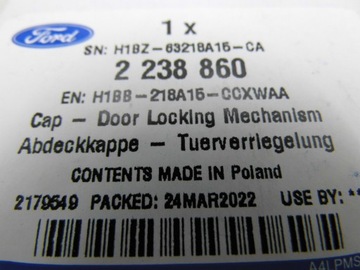 Ford
1 x
SN: H1BZ-63218A15-CA
2 238 860
EN: H1BB-218A15-CCXWAA
Cap - Door Locking Mechanism
Abdeckkappe - Tuerverriegelung
CONTENTS MADE IN Poland
2179549 PACKED: 24MAR2022 USE BY: **
A4LPMS